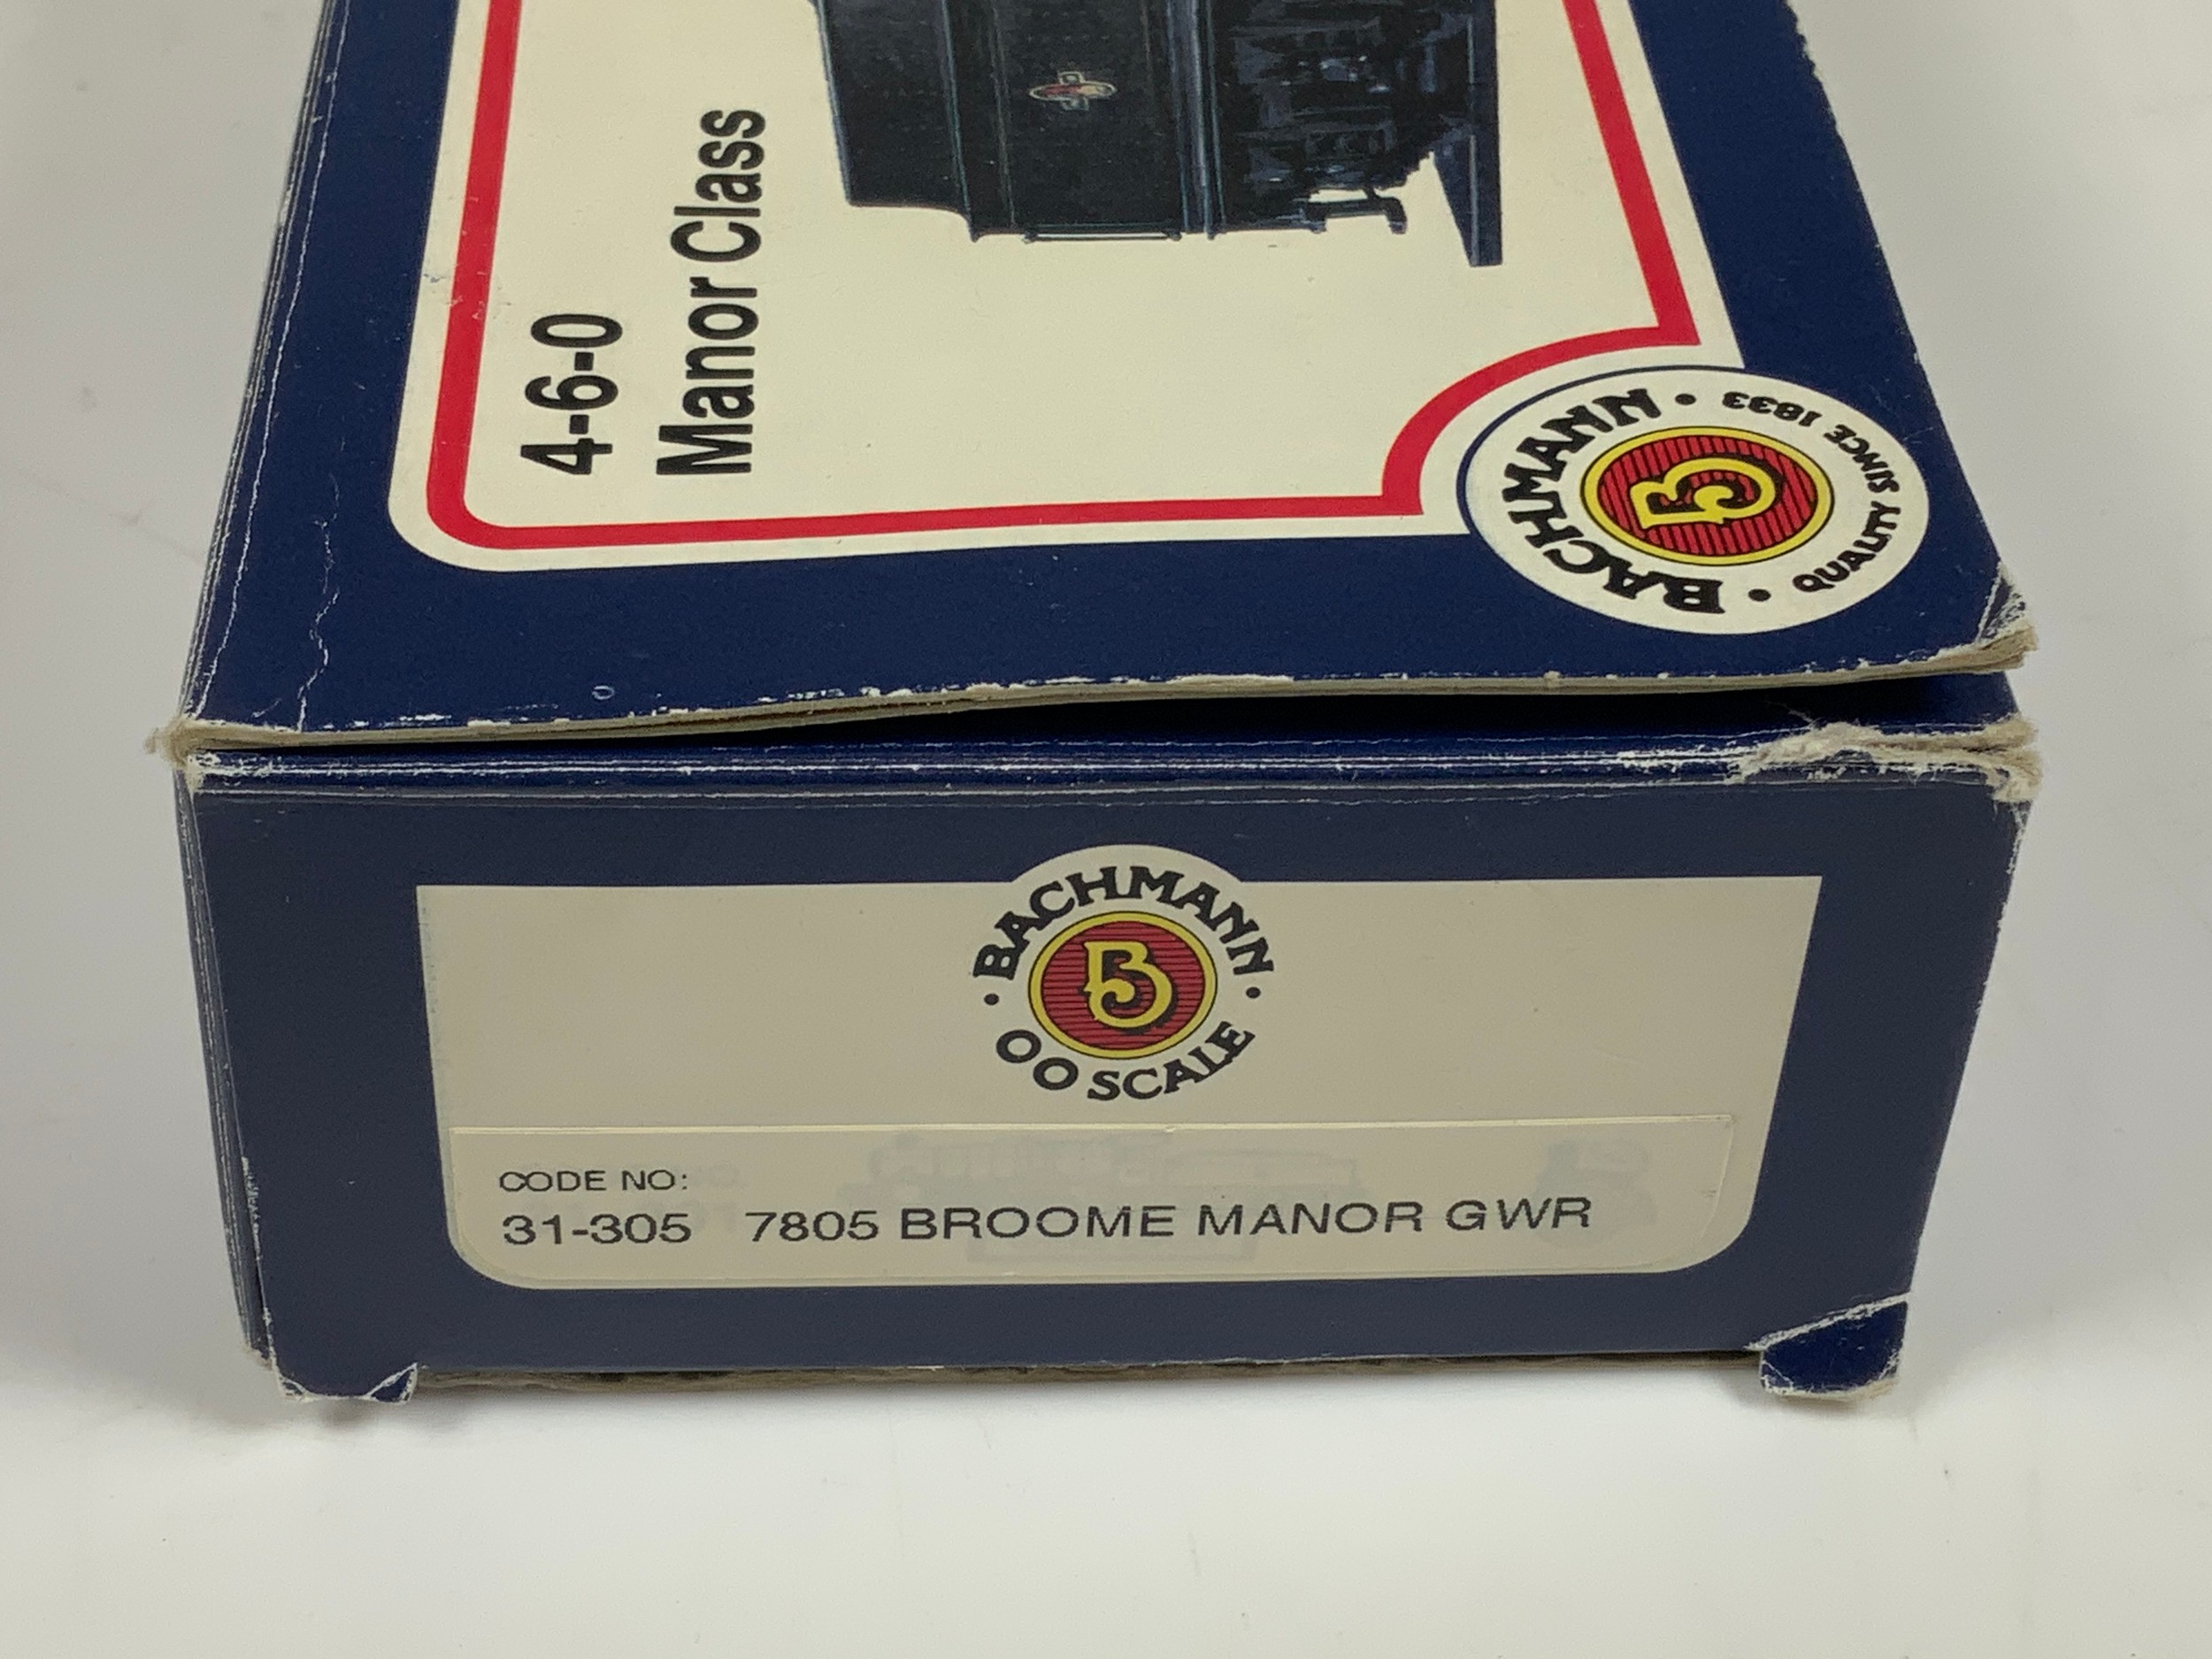 4-6-0
Manor Class
BACHMANN
QUALITY SINCE 1833
B
BACHMANN
B
OO SCALE
CODE NO:
31-305 7805 BROOME MANOR GWR